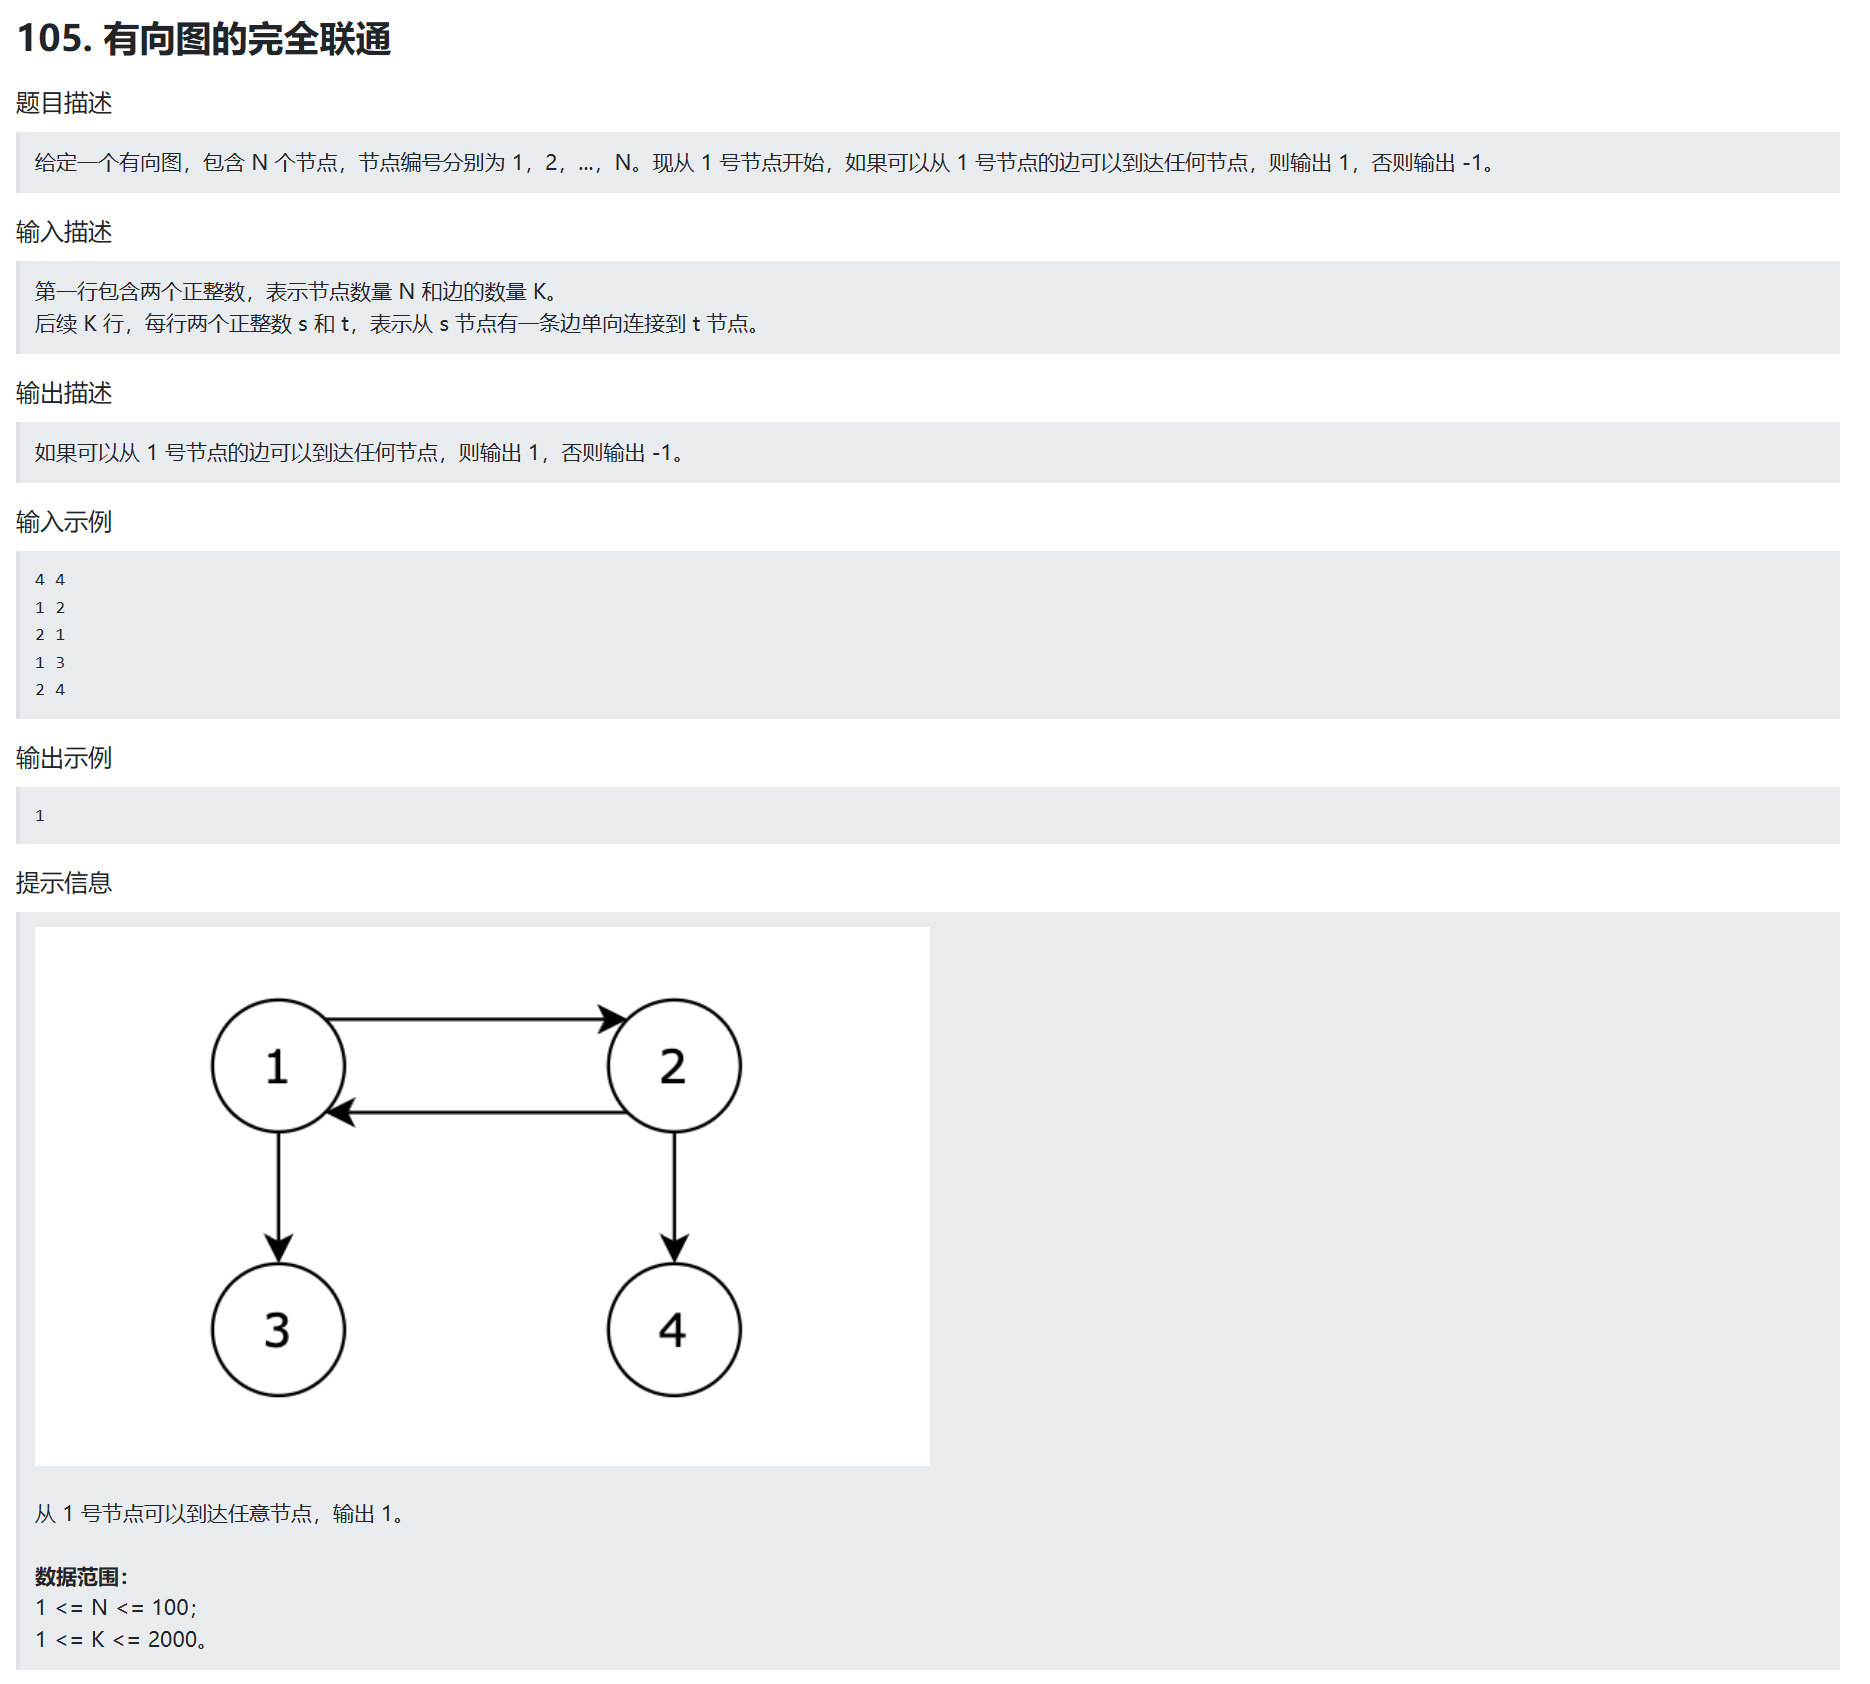 105. 有向图的完全联通
题目描述
给定一个有向图，包含 N 个节点，节点编号分别为 1，2，...，N。现从 1 号节点开始，如果可以从 1 号节点的边可以到达任何节点，则输出 1，否则输出 -1。
输入描述
第一行包含两个正整数，表示节点数量 N 和边的数量 K。
后续 K 行，每行两个正整数 s 和 t，表示从 s 节点有一条边单向连接到 t 节点。
输出描述
如果可以从 1 号节点的边可以到达任何节点，则输出 1，否则输出 -1。
输入示例
4 4
1 2
2 1
1 3
2 4
输出示例
1
提示信息
1
2
3
4
从 1 号节点可以到达任意节点，输出 1。
数据范围：
1 <= N <= 100；
1 <= K <= 2000。